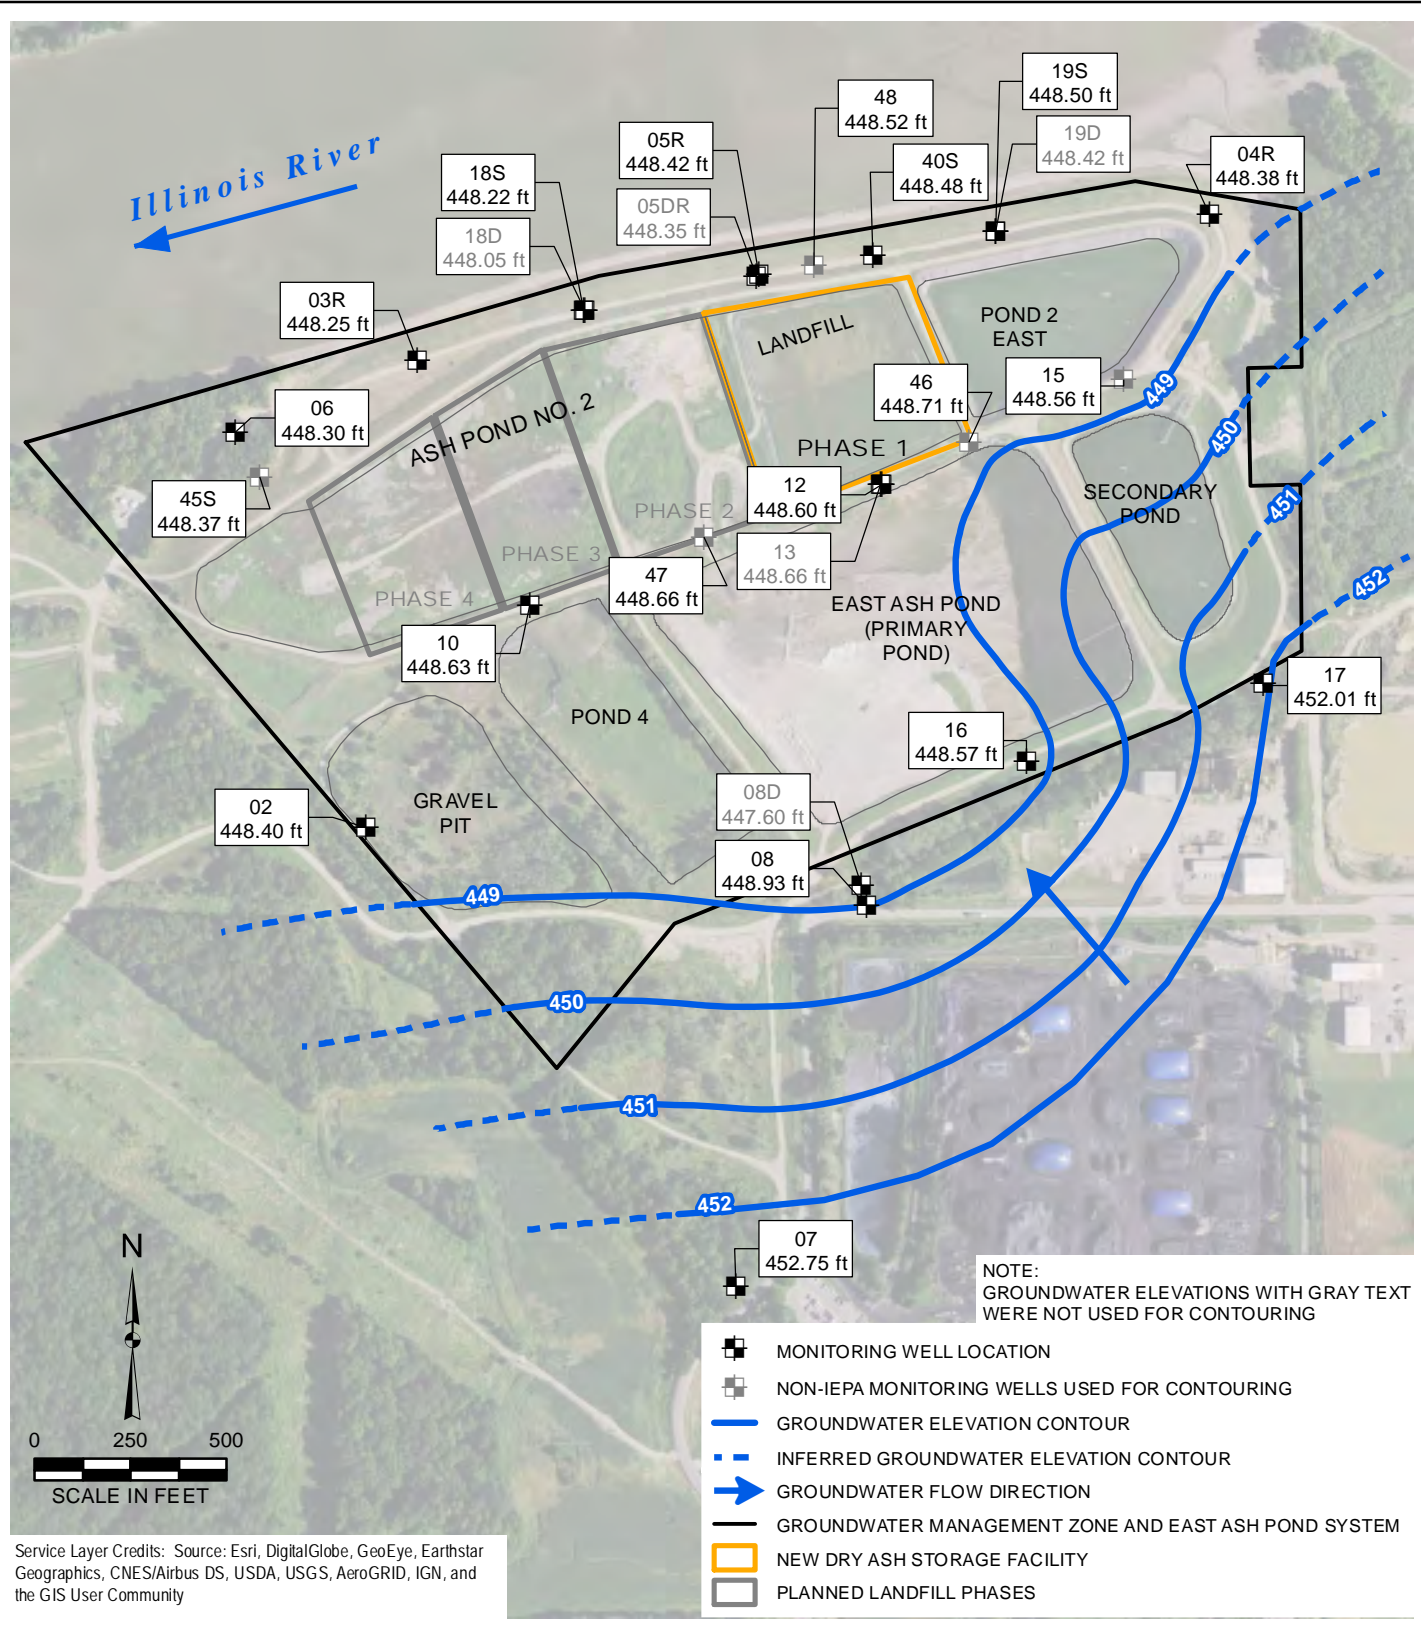 19S
448.50 ft
48
448.52 ft
19D
448.42 ft
05R
448.42 ft
40S
448.48 ft
04R
448.38 ft
Illinois River
18S
448.22 ft
05DR
448.35 ft
18D
448.05 ft
03R
448.25 ft
LANDFILL
POND 2
EAST
46
448.71 ft
15
448.56 ft
449
06
448.30 ft
ASH POND NO. 2
PHASE 1
450
45S
448.37 ft
12
448.60 ft
SECONDARY
POND
451
PHASE 2
PHASE 3
13
448.66 ft
47
448.66 ft
452
PHASE 4
EAST ASH POND
(PRIMARY
POND)
10
448.63 ft
17
452.01 ft
POND 4
16
448.57 ft
GRAVEL
PIT
02
448.40 ft
08D
447.60 ft
08
448.93 ft
449
450
451
452
07
452.75 ft
N
0 250 500
SCALE IN FEET
NOTE:
GROUNDWATER ELEVATIONS WITH GRAY TEXT
WERE NOT USED FOR CONTOURING
MONITORING WELL LOCATION
NON-IEPA MONITORING WELLS USED FOR CONTOURING
GROUNDWATER ELEVATION CONTOUR
INFERRED GROUNDWATER ELEVATION CONTOUR
GROUNDWATER FLOW DIRECTION
GROUNDWATER MANAGEMENT ZONE AND EAST ASH POND SYSTEM
NEW DRY ASH STORAGE FACILITY
PLANNED LANDFILL PHASES
Service Layer Credits: Source: Esri, DigitalGlobe, GeoEye, Earthstar
Geographics, CNES/Airbus DS, USDA, USGS, AeroGRID, IGN, and
the GIS User Community